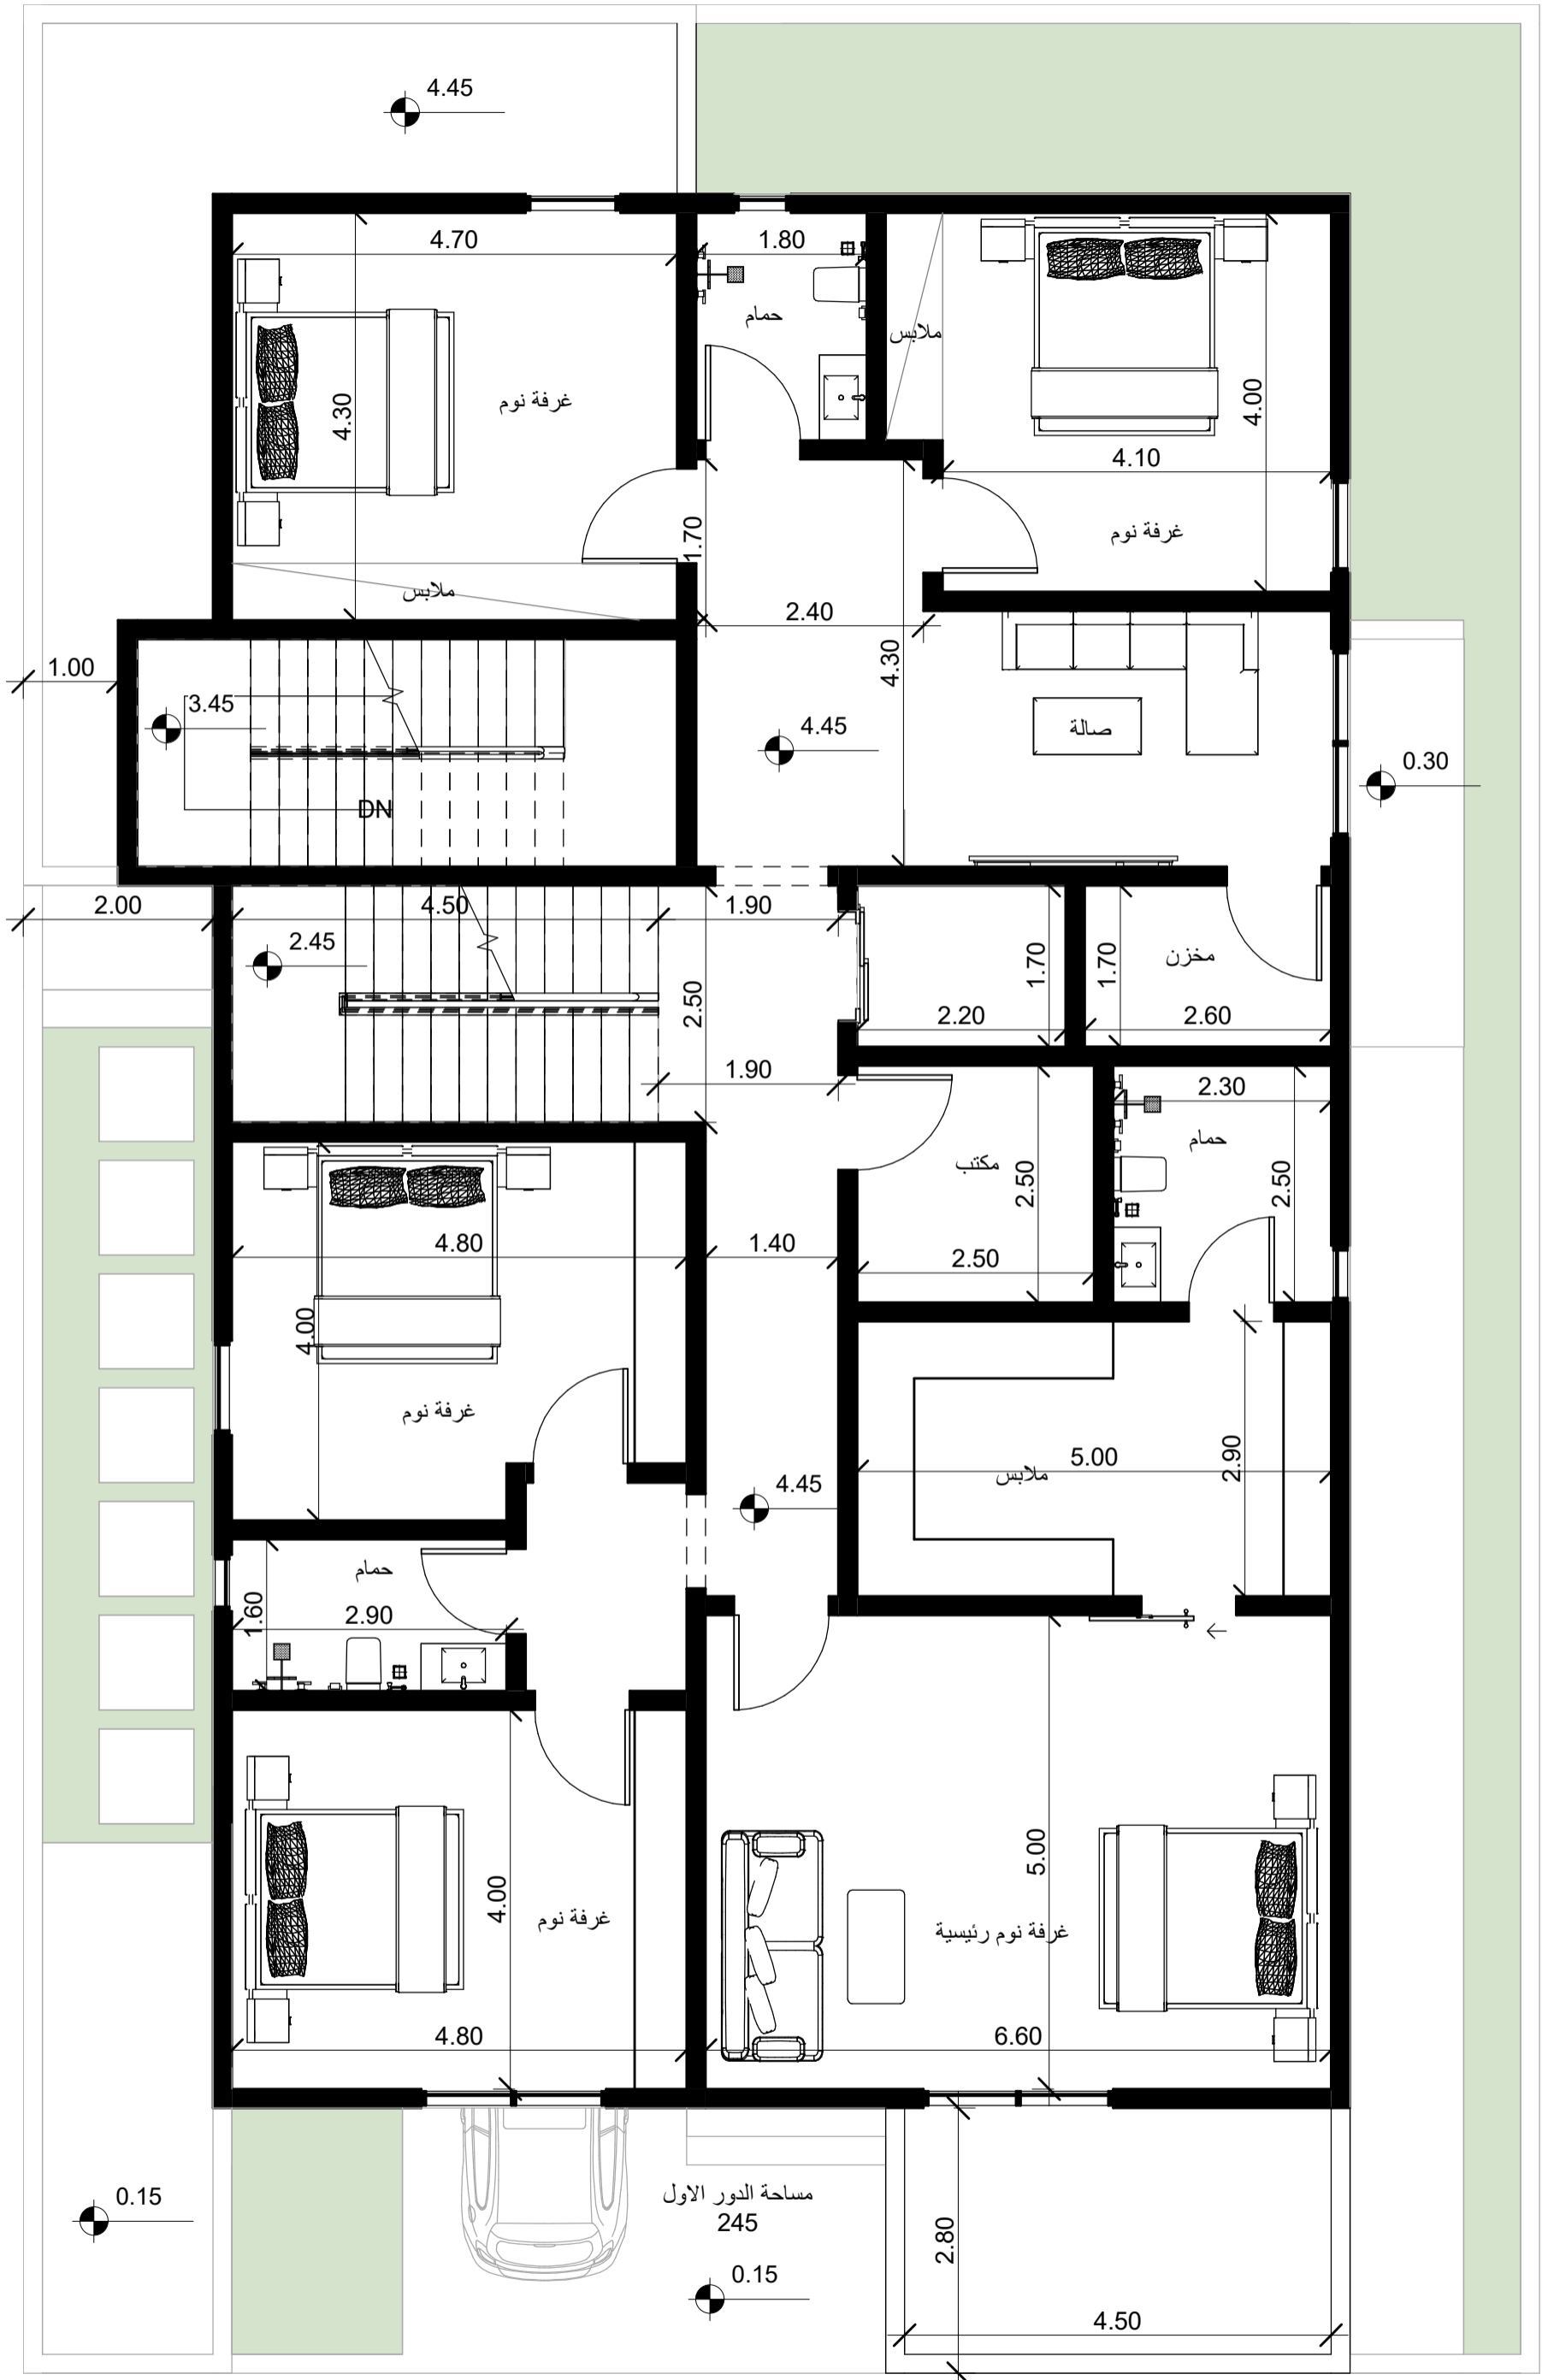 4.45
4.70
1.80
حمام
ملابس
4.30
غرفة نوم
4.00
4.10
غرفة نوم
1.70
ملابس
2.40
1.00
3.45
4.30
4.45
صالة
0.30
DN
2.00
4.50
1.90
2.45
1.70
1.70
مخزن
2.50
2.20
2.60
1.90
2.30
حمام
مكتب
2.50
2.50
4.80
1.40
2.50
4.00
غرفة نوم
5.00
2.90
ملابس
4.45
حمام
1.60
2.90
5.00
4.00
غرفة نوم
غرفة نوم رئيسية
4.80
6.60
0.15
مساحة الدور الاول
245
2.80
0.15
4.50